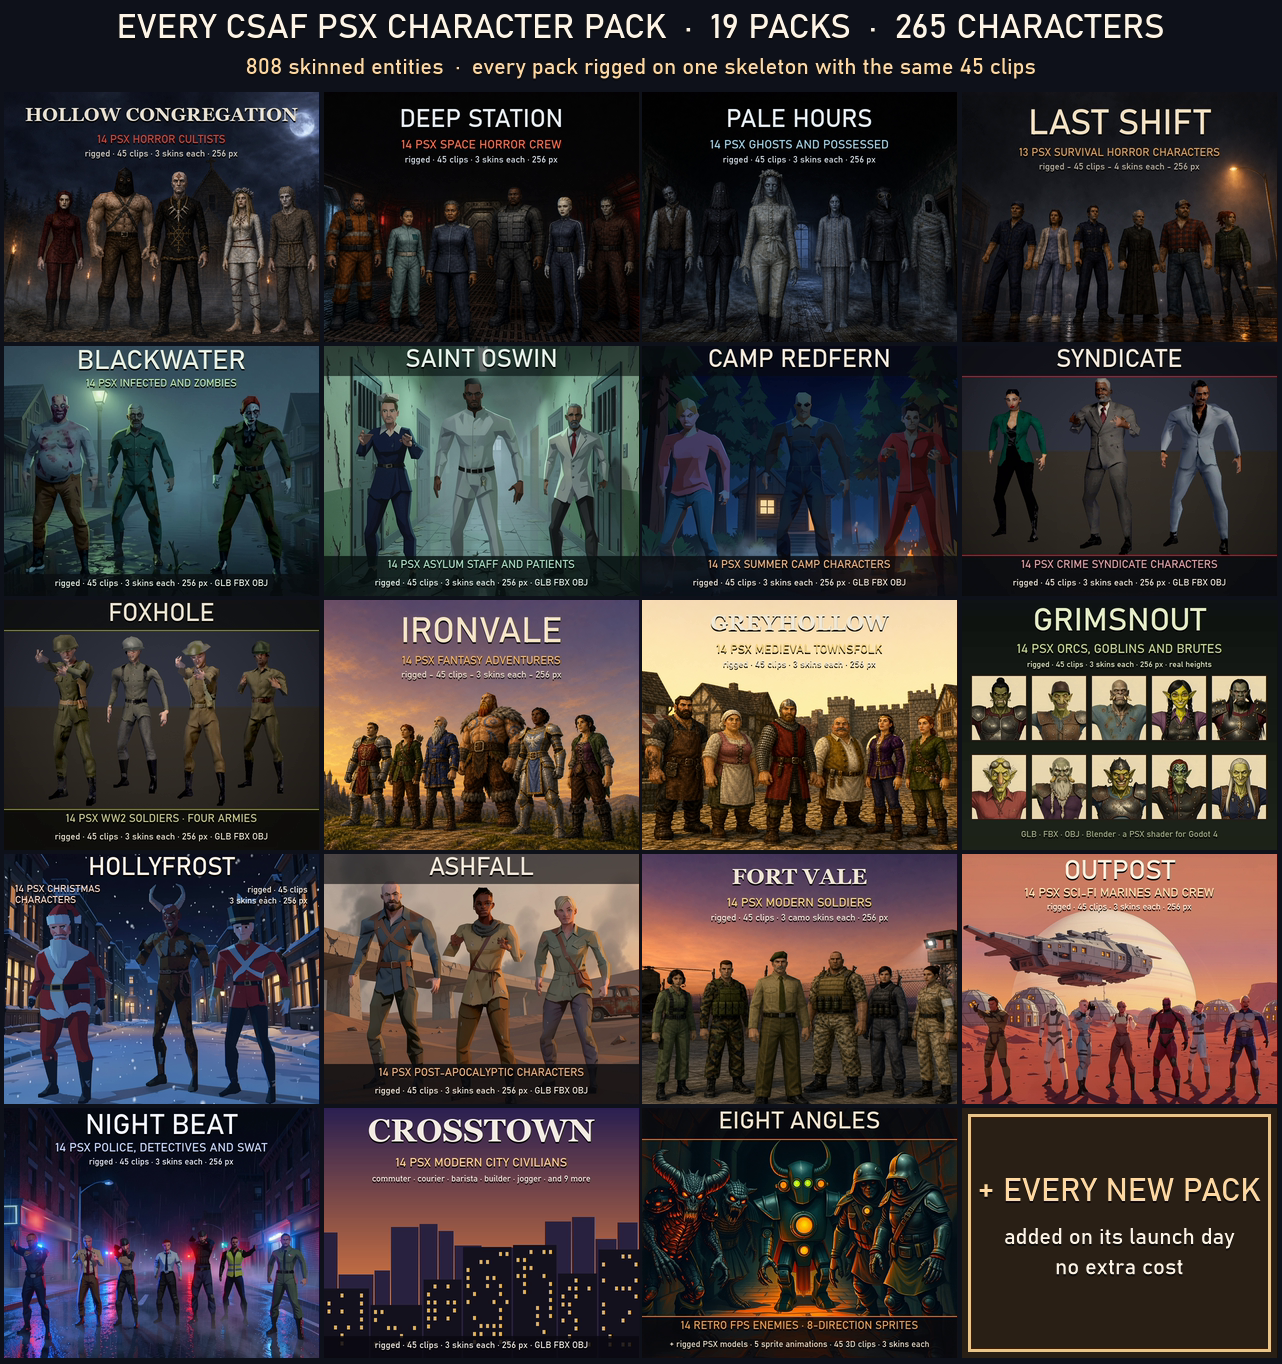 EVERY CSAF PSX CHARACTER PACK · 19 PACKS · 265 CHARACTERS
808 skinned entities · every pack rigged on one skeleton with the same 45 clips
HOLLOW CONGREGATION
14 PSX HORROR CULTISTS
rigged · 45 clips · 3 skins each · 256 px
DEEP STATION
14 PSX SPACE HORROR CREW
rigged · 45 clips · 3 skins each · 256 px
PALE HOURS
14 PSX GHOSTS AND POSSESSED
rigged · 45 clips · 3 skins each · 256 px
LAST SHIFT
13 PSX SURVIVAL HORROR CHARACTERS
rigged - 45 clips - 4 skins each - 256 px
BLACKWATER
14 PSX INFECTED AND ZOMBIES
rigged · 45 clips · 3 skins each · 256 px · GLB FBX OBJ
SAINT OSWIN
14 PSX ASYLUM STAFF AND PATIENTS
rigged · 45 clips · 3 skins each · 256 px · GLB FBX OBJ
CAMP REDFERN
14 PSX SUMMER CAMP CHARACTERS
rigged · 45 clips · 3 skins each · 256 px · GLB FBX OBJ
SYNDICATE
14 PSX CRIME SYNDICATE CHARACTERS
rigged · 45 clips · 3 skins each · 256 px · GLB FBX OBJ
FOXHOLE
14 PSX WW2 SOLDIERS · FOUR ARMIES
rigged · 45 clips · 3 skins each · 256 px · GLB FBX OBJ
IRONVALE
14 PSX FANTASY ADVENTURERS
rigged - 45 clips - 3 skins each - 256 px
GREYHOLLOW
14 PSX MEDIEVAL TOWNSFOLK
rigged · 45 clips · 3 skins each · 256 px
GRIMSNOUT
14 PSX ORCS, GOBLINS AND BRUTES
rigged · 45 clips · 3 skins each · 256 px · real heights
GLB · FBX · OBJ · Blender · a PSX shader for Godot 4
HOLLYFROST
14 PSX CHRISTMAS
CHARACTERS
rigged · 45 clips
3 skins each · 256 px
ASHFALL
14 PSX POST-APOCALYPTIC CHARACTERS
rigged · 45 clips · 3 skins each · 256 px · GLB FBX OBJ
FORT VALE
14 PSX MODERN SOLDIERS
rigged · 45 clips · 3 camo skins each · 256 px
OUTPOST
14 PSX SCI-FI MARINES AND CREW
rigged · 45 clips · 3 skins each · 256 px
NIGHT BEAT
14 PSX POLICE, DETECTIVES AND SWAT
rigged · 45 clips · 3 skins each · 256 px
CROSSTOWN
14 PSX MODERN CITY CIVILIANS
commuter · courier · barista · builder · jogger · and 9 more
rigged · 45 clips · 3 skins each · 256 px · GLB FBX OBJ
EIGHT ANGLES
14 RETRO FPS ENEMIES · 8-DIRECTION SPRITES
+ rigged PSX models · 5 sprite animations · 45 3D clips · 3 skins each
+ EVERY NEW PACK
added on its launch day
no extra cost